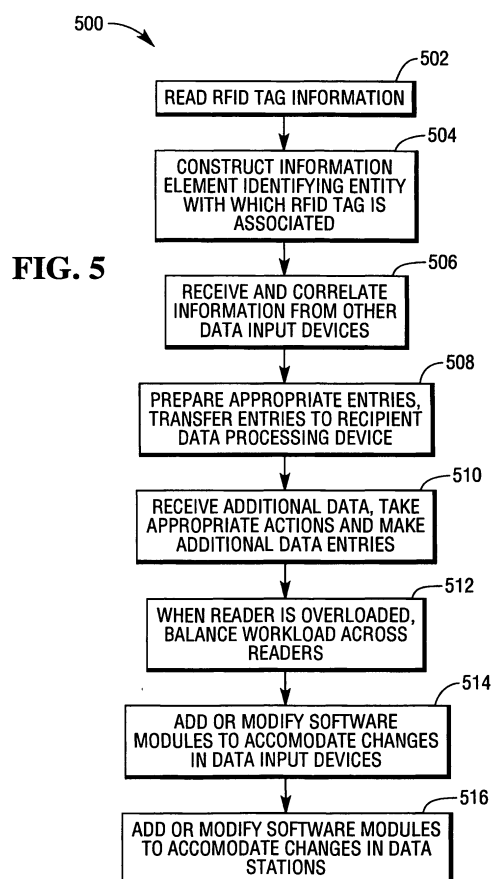 500
502
READ RFID TAG INFORMATION
504
CONSTRUCT INFORMATION
ELEMENT IDENTIFYING ENTITY
WITH WHICH RFID TAG IS
ASSOCIATED
FIG. 5
506
RECEIVE AND CORRELATE
INFORMATION FROM OTHER
DATA INPUT DEVICES
508
PREPARE APPROPRIATE ENTRIES,
TRANSFER ENTRIES TO RECIPIENT
DATA PROCESSING DEVICE
510
RECEIVE ADDITIONAL DATA, TAKE
APPROPRIATE ACTIONS AND MAKE
ADDITIONAL DATA ENTRIES
512
WHEN READER IS OVERLOADED,
BALANCE WORKLOAD ACROSS
READERS
514
ADD OR MODIFY SOFTWARE
MODULES TO ACCOMODATE CHANGES
IN DATA INPUT DEVICES
516
ADD OR MODIFY SOFTWARE MODULES
TO ACCOMODATE CHANGES IN DATA
STATIONS